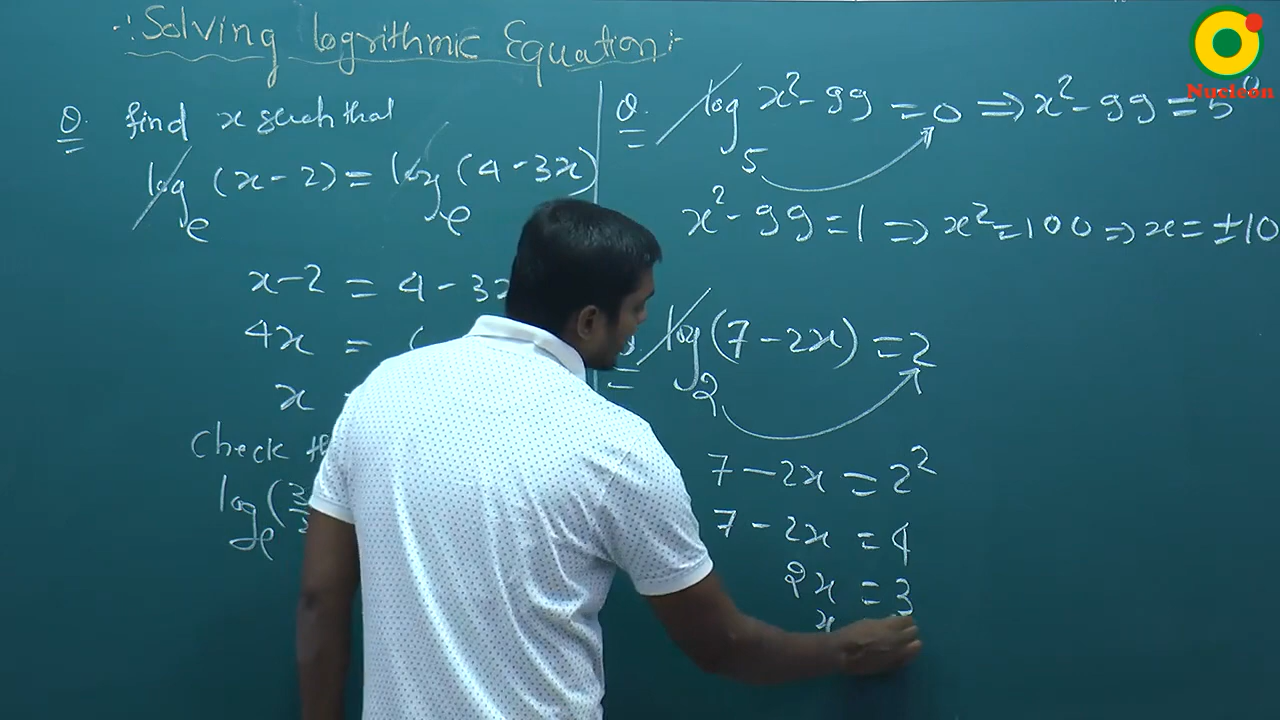 ∴ Solving logrithmic Equation :-
Q. find x such that
log_e (x-2) = log_e (4-3x)
x-2 = 4-3x
4x =
x
Check
log_e (3/
Q. log_5 x²-99 = 0 ⇒ x²-99 = 5⁰
x²-99 = 1 ⇒ x² = 100 ⇒ x = ±10
log_2 (7-2x) = 2
7-2x = 2²
7-2x = 4
2x = 3
x
Nucleon